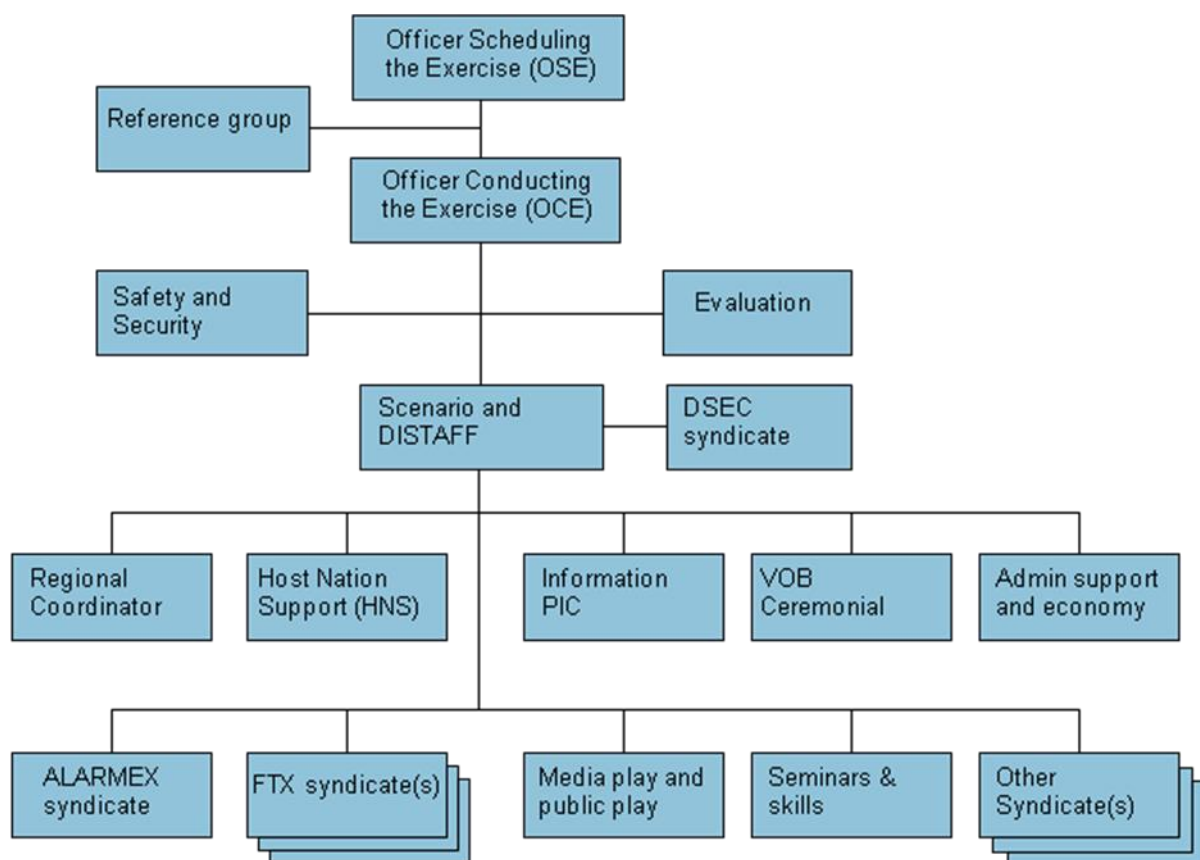 Officer Scheduling
the Exercise (OSE)
Reference group
Officer Conducting
the Exercise (OCE)
Safety and
Security
Evaluation
Scenario and
DISTAFF
DSEC
syndicate
Regional
Coordinator
Host Nation
Support (HNS)
Information
PIC
VOB
Ceremonial
Admin support
and economy
ALARMEX
syndicate
FTX syndicate(s)
Media play and
public play
Seminars &
skills
Other
Syndicate(s)